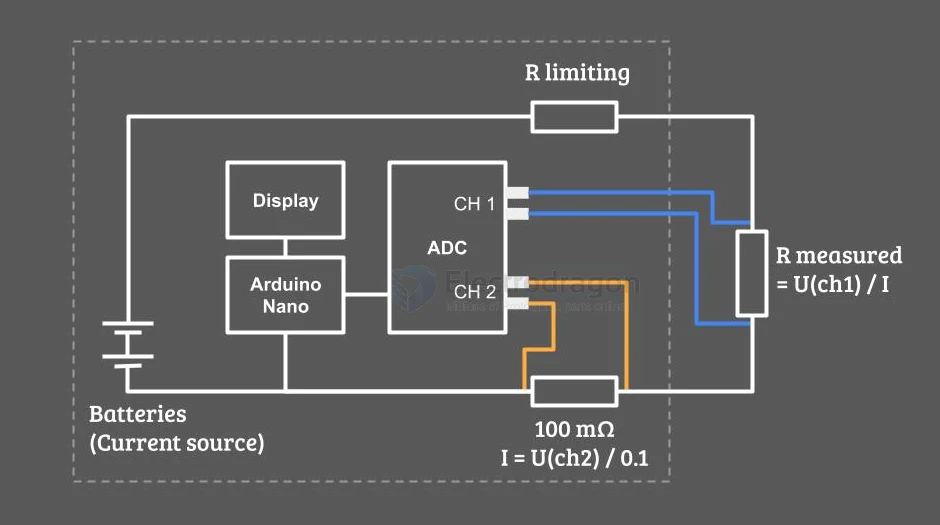 R limiting
Display
CH 1
ADC
Arduino
Nano
CH 2
Electrodragon
R measured
= U(ch1) / I
Batteries
(Current source)
100 mΩ
I = U(ch2) / 0.1